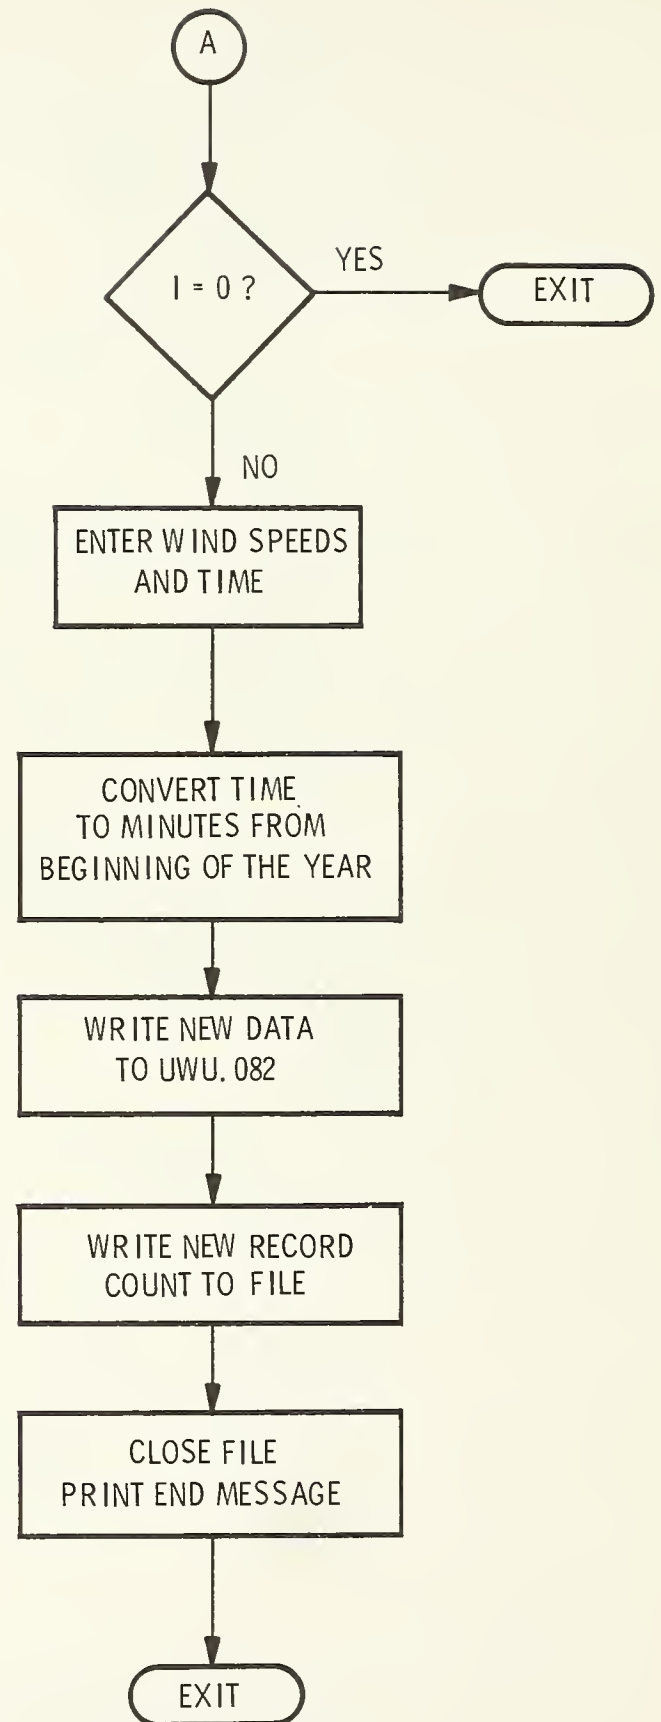 A
I = 0 ?
YES
EXIT
NO
ENTER WIND SPEEDS
AND TIME
CONVERT TIME
TO MINUTES FROM
BEGINNING OF THE YEAR
WRITE NEW DATA
TO UWU. 082
WRITE NEW RECORD
COUNT TO FILE
CLOSE FILE
PRINT END MESSAGE
EXIT